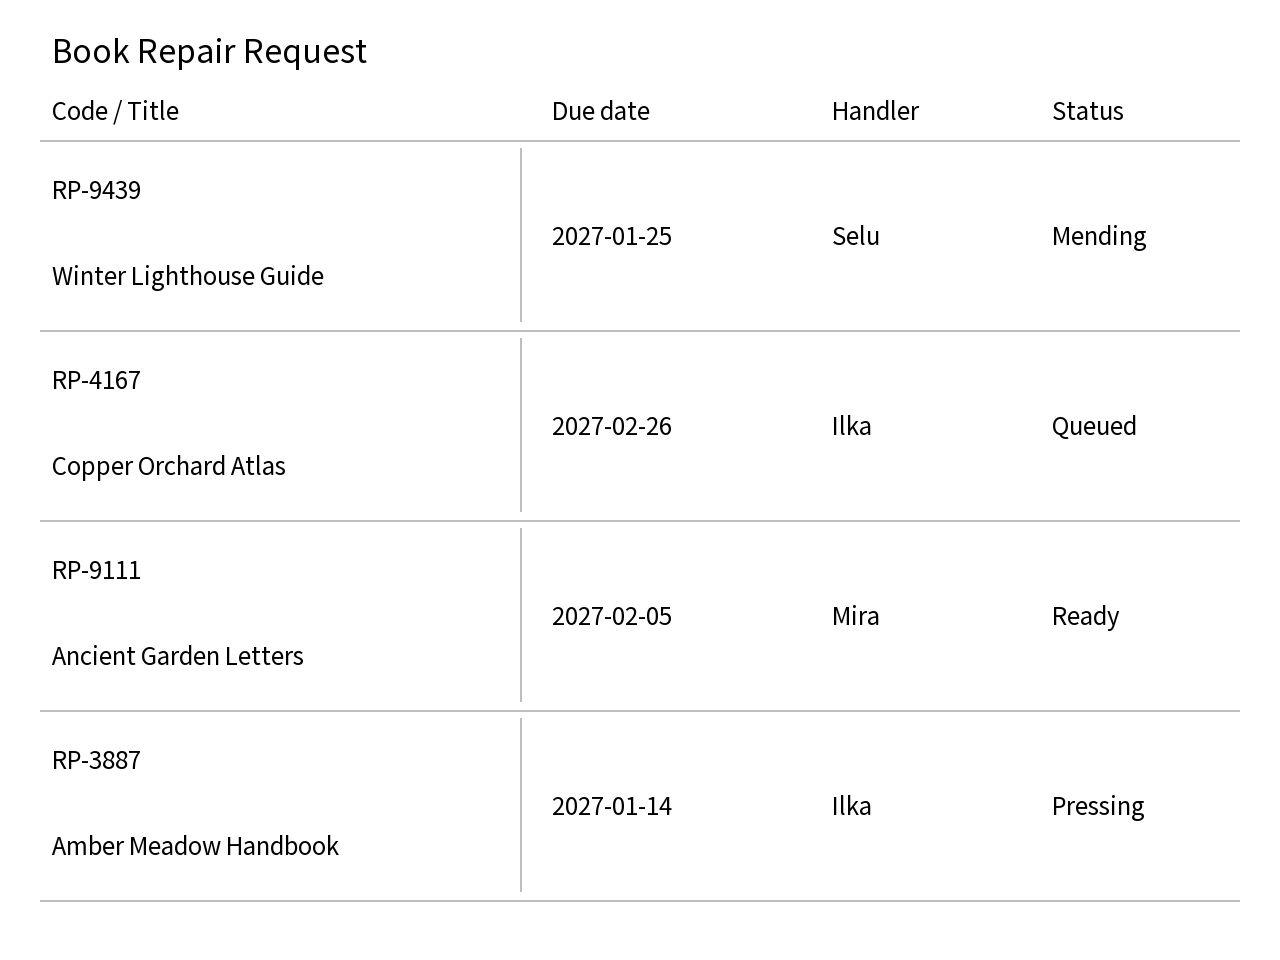 Book Repair Request
Code / Title Due date Handler Status
RP-9439
Winter Lighthouse Guide
2027-01-25 Selu Mending
RP-4167
Copper Orchard Atlas
2027-02-26 Ilka Queued
RP-9111
Ancient Garden Letters
2027-02-05 Mira Ready
RP-3887
Amber Meadow Handbook
2027-01-14 Ilka Pressing